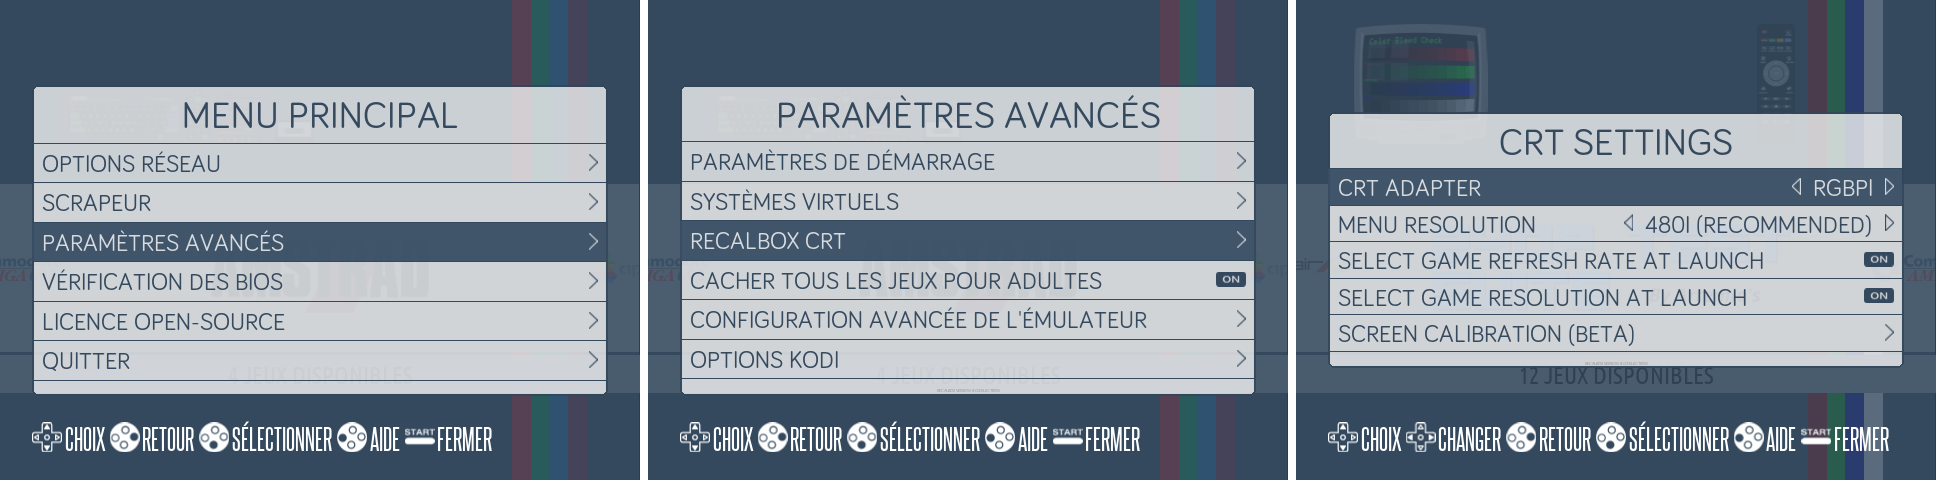 MENU PRINCIPAL
OPTIONS RÉSEAU
SCRAPEUR
PARAMÈTRES AVANCÉS
VÉRIFICATION DES BIOS
LICENCE OPEN-SOURCE
QUITTER
4 JEUX DISPONIBLES
CHOIX RETOUR SÉLECTIONNER AIDE START FERMER
PARAMÈTRES AVANCÉS
PARAMÈTRES DE DÉMARRAGE
SYSTÈMES VIRTUELS
RECALBOX CRT
CACHER TOUS LES JEUX POUR ADULTES ON
CONFIGURATION AVANCÉE DE L'ÉMULATEUR
OPTIONS KODI
4 JEUX DISPONIBLES
CHOIX RETOUR SÉLECTIONNER AIDE START FERMER
Color Blend Check
CRT SETTINGS
CRT ADAPTER RGBPI
MENU RESOLUTION 480I (RECOMMENDED)
SELECT GAME REFRESH RATE AT LAUNCH ON
SELECT GAME RESOLUTION AT LAUNCH ON
SCREEN CALIBRATION (BETA)
12 JEUX DISPONIBLES
CHOIX CHANGER RETOUR SÉLECTIONNER AIDE START FERMER